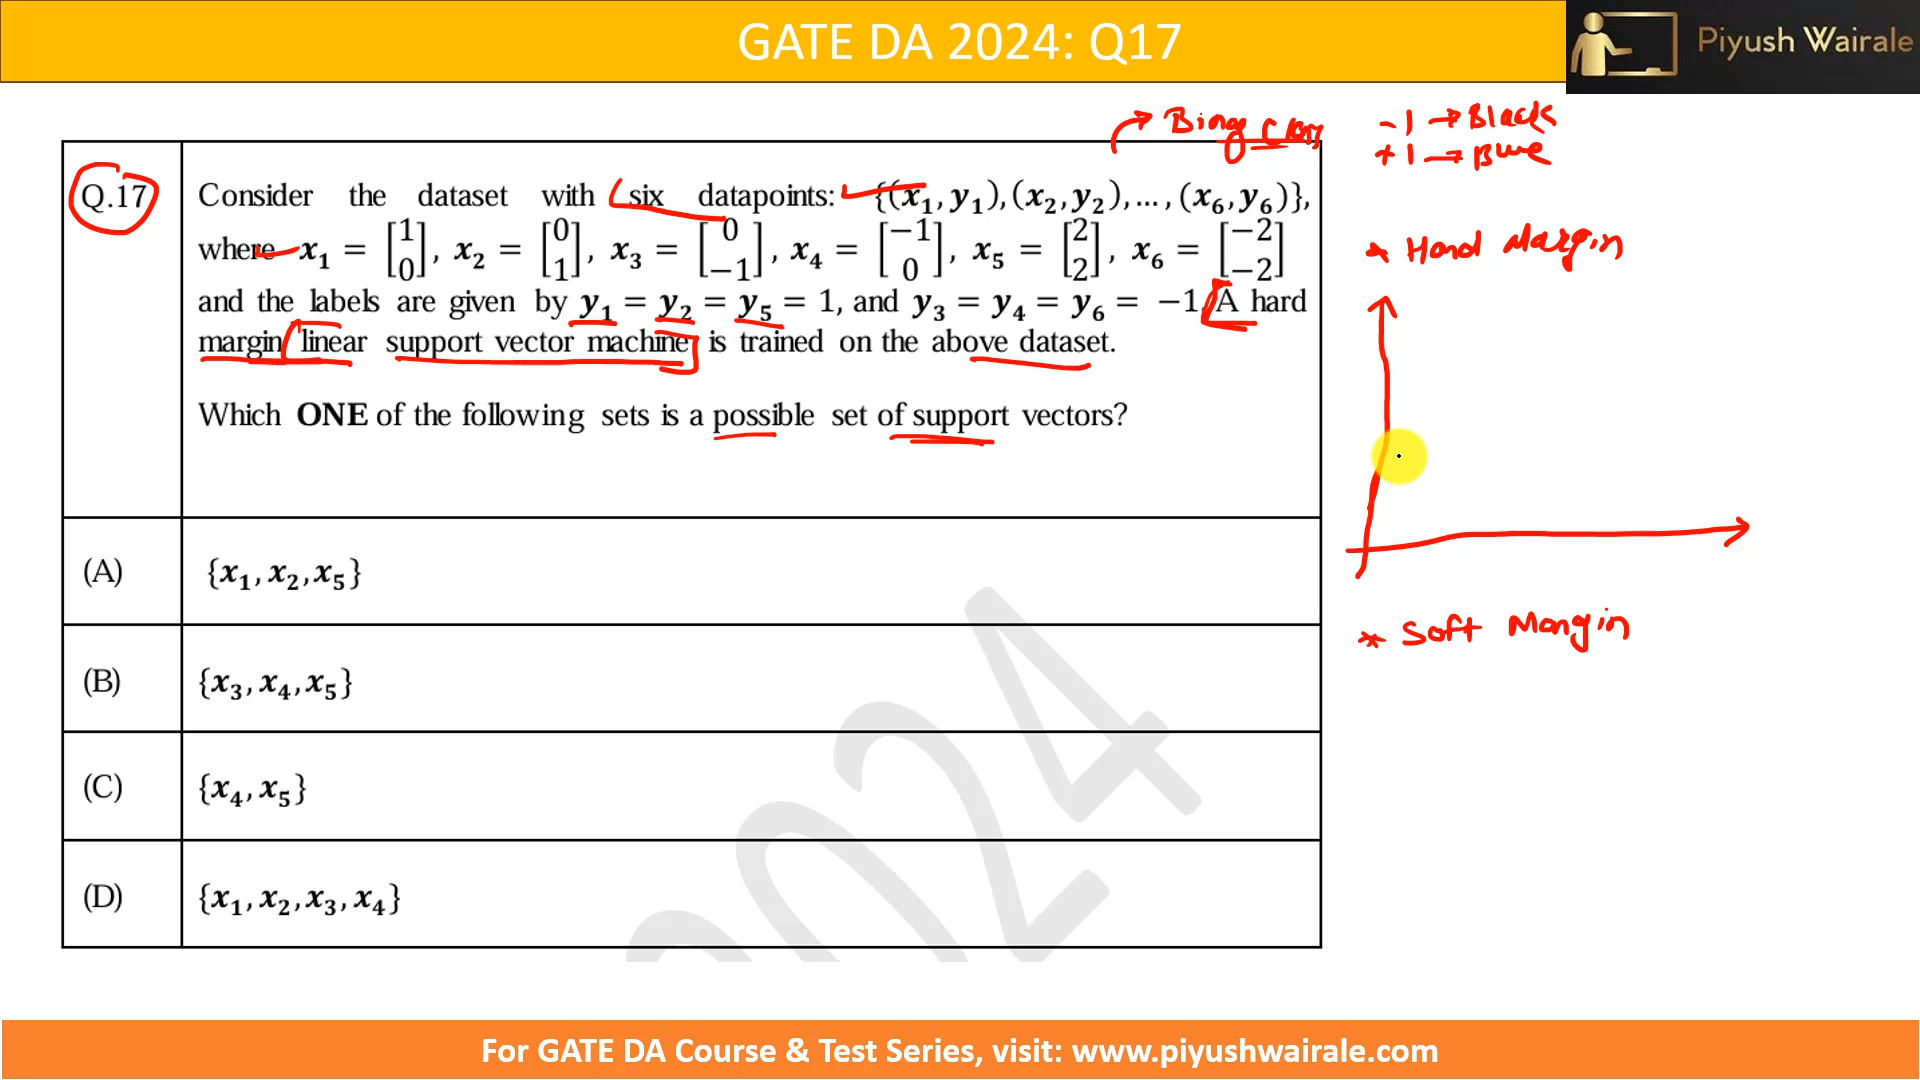 GATE DA 2024: Q17
Piyush Wairale
-1 → Black
+1 → Blue
Q.17
Consider the dataset with six datapoints: {(x₁, y₁), (x₂, y₂), … , (x₆, y₆)},
where x₁ = [1 0], x₂ = [0 1], x₃ = [0 −1], x₄ = [−1 0], x₅ = [2 2], x₆ = [−2 −2]
and the labels are given by y₁ = y₂ = y₅ = 1, and y₃ = y₄ = y₆ = −1. A hard
margin linear support vector machine is trained on the above dataset.
Which ONE of the following sets is a possible set of support vectors?
(A) {x₁, x₂, x₅}
(B) {x₃, x₄, x₅}
(C) {x₄, x₅}
(D) {x₁, x₂, x₃, x₄}
* Hard Margin
* Soft Margin
2024
For GATE DA Course & Test Series, visit: www.piyushwairale.com